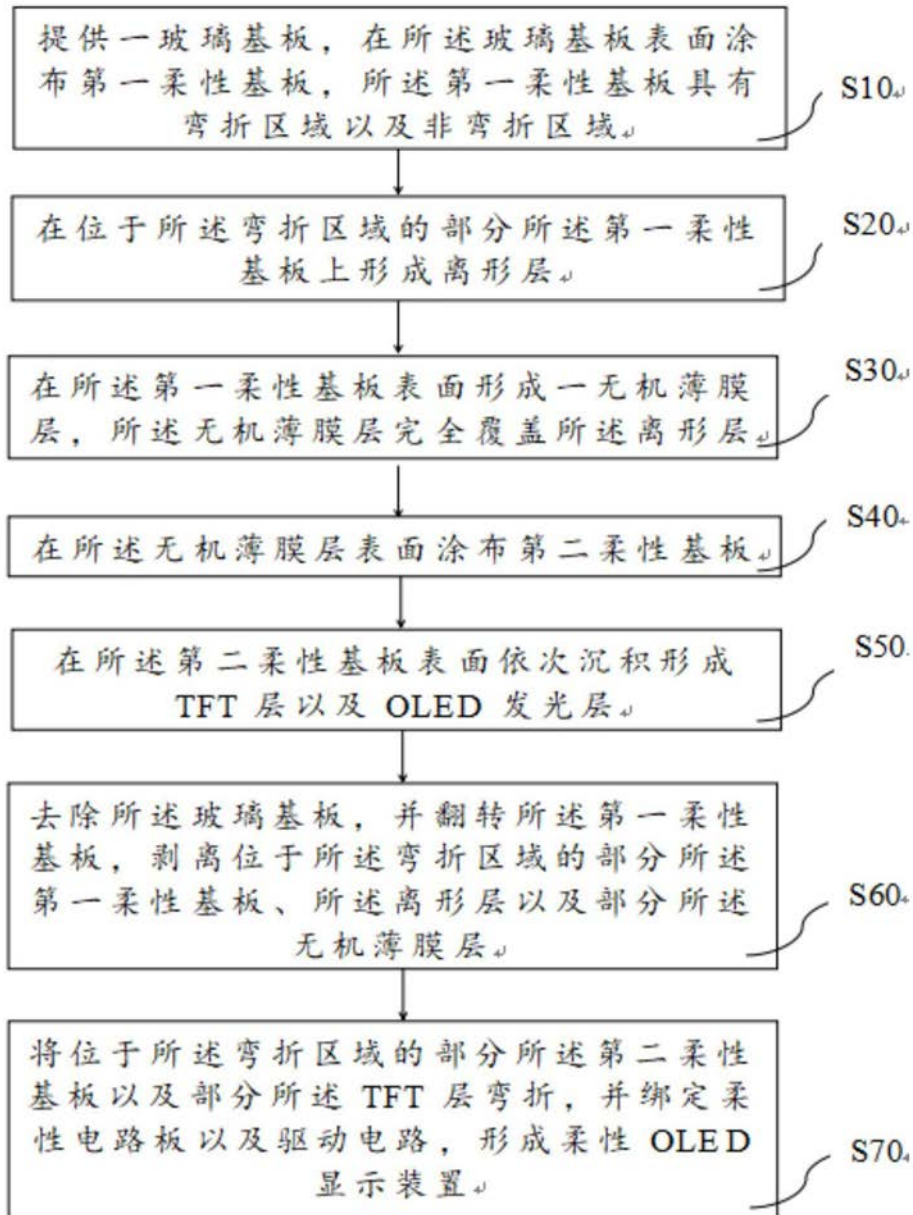 提供一玻璃基板，在所述玻璃基板表面涂
布第一柔性基板，所述第一柔性基板具有
弯折区域以及非弯折区域
S10
在位于所述弯折区域的部分所述第一柔性
基板上形成离形层
S20
在所述第一柔性基板表面形成一无机薄膜
层，所述无机薄膜层完全覆盖所述离形层
S30
在所述无机薄膜层表面涂布第二柔性基板
S40
在所述第二柔性基板表面依次沉积形成
TFT 层以及 OLED 发光层
S50
去除所述玻璃基板，并翻转所述第一柔性
基板，剥离位于所述弯折区域的部分所述
第一柔性基板、所述离形层以及部分所述
无机薄膜层
S60
将位于所述弯折区域的部分所述第二柔性
基板以及部分所述 TFT 层弯折，并绑定柔
性电路板以及驱动电路，形成柔性 OLED
显示装置
S70